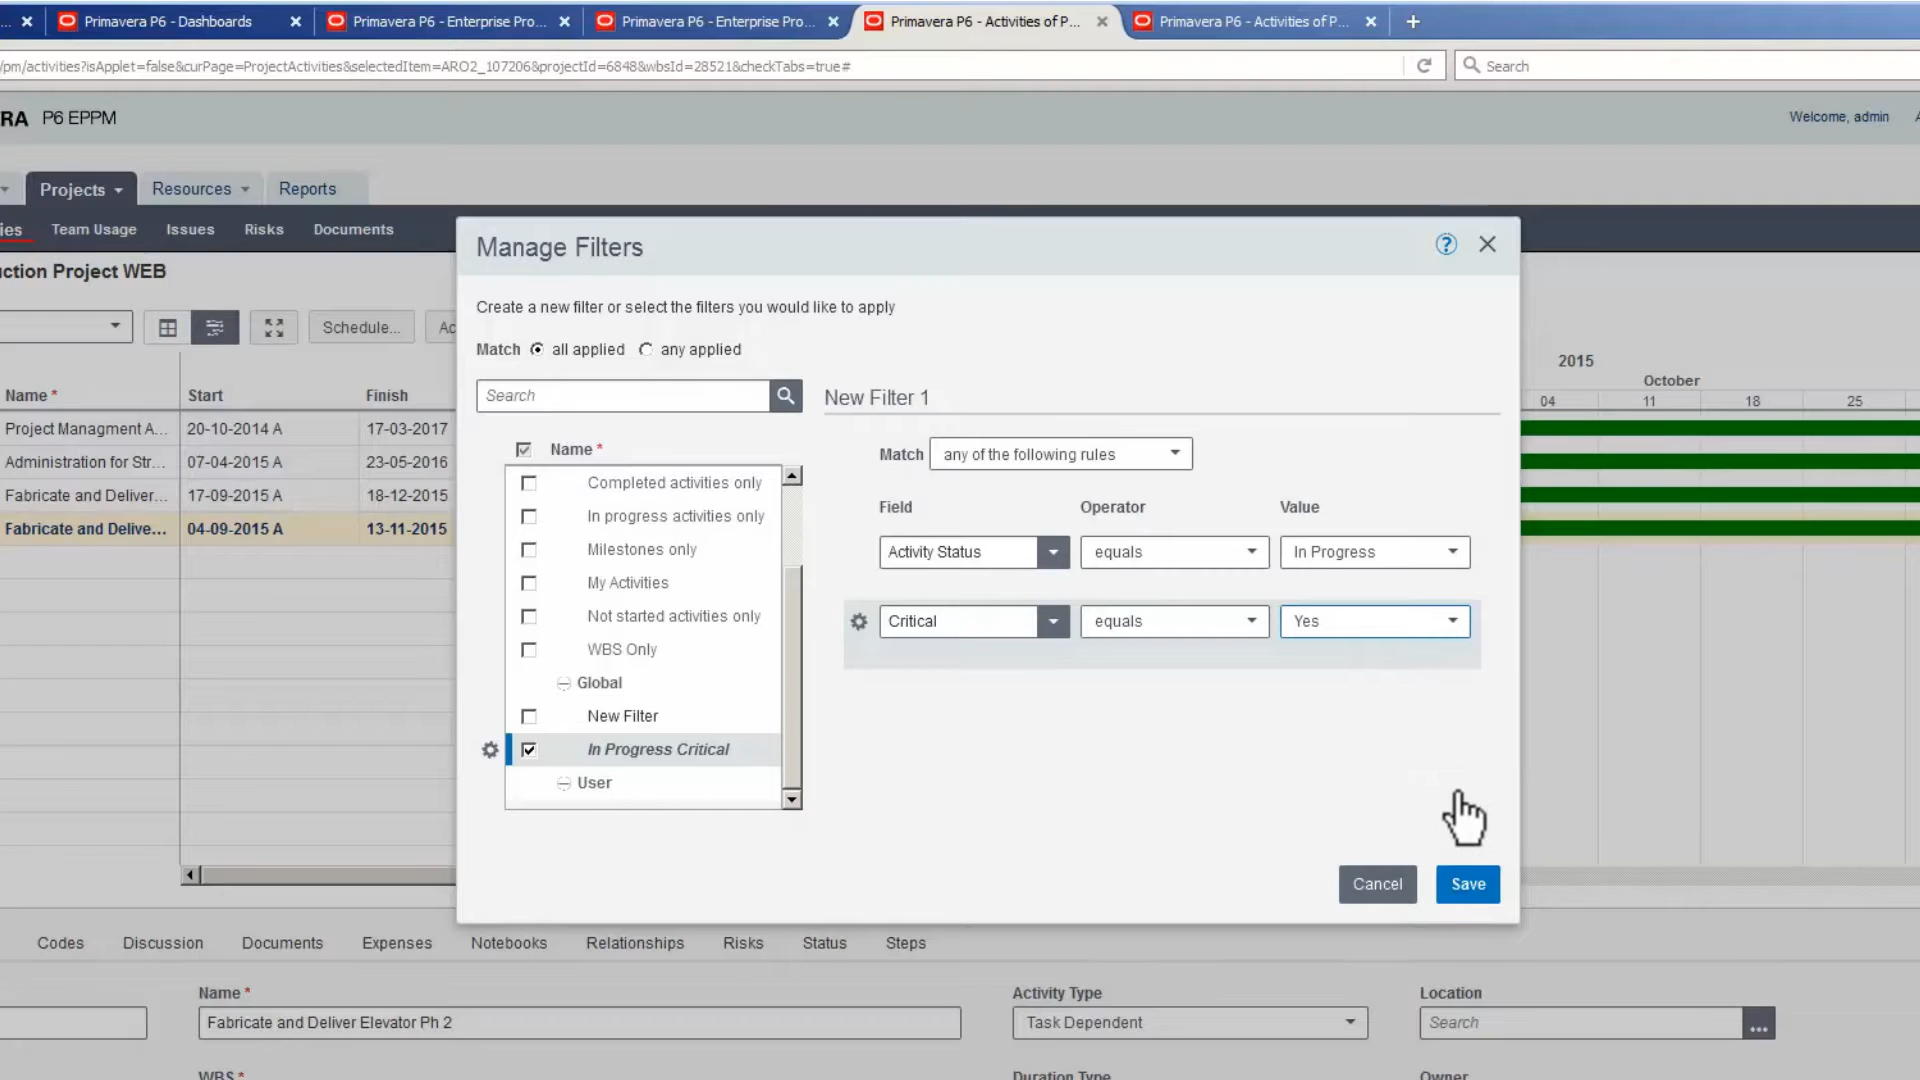 ... Primavera P6 - Dashboards Primavera P6 - Enterprise Pro... Primavera P6 - Enterprise Pro... Primavera P6 - Activities of P... Primavera P6 - Activities of P... +
/pm/activities?isApplet=false&curPage=ProjectActivities&selectedItem=ARO2_107206&projectId=6848&wbsId=28521&checkTabs=true#
Search
RA P6 EPPM
Welcome, admin
Projects Resources Reports
ies Team Usage Issues Risks Documents
uction Project WEB
Schedule... Ac
Name * Start Finish
Project Managment A... 20-10-2014 A 17-03-2017
Administration for Str... 07-04-2015 A 23-05-2016
Fabricate and Deliver... 17-09-2015 A 18-12-2015
Fabricate and Delive... 04-09-2015 A 13-11-2015
2015
October
04 11 18 25
Manage Filters
?
Create a new filter or select the filters you would like to apply
Match all applied any applied
Search
Name *
Completed activities only
In progress activities only
Milestones only
My Activities
Not started activities only
WBS Only
Global
New Filter
In Progress Critical
User
New Filter 1
Match any of the following rules
Field Operator Value
Activity Status equals In Progress
Critical equals Yes
Cancel Save
Codes Discussion Documents Expenses Notebooks Relationships Risks Status Steps
Name * Activity Type Location
Fabricate and Deliver Elevator Ph 2 Task Dependent Search ...
WBS * Duration Type Owner